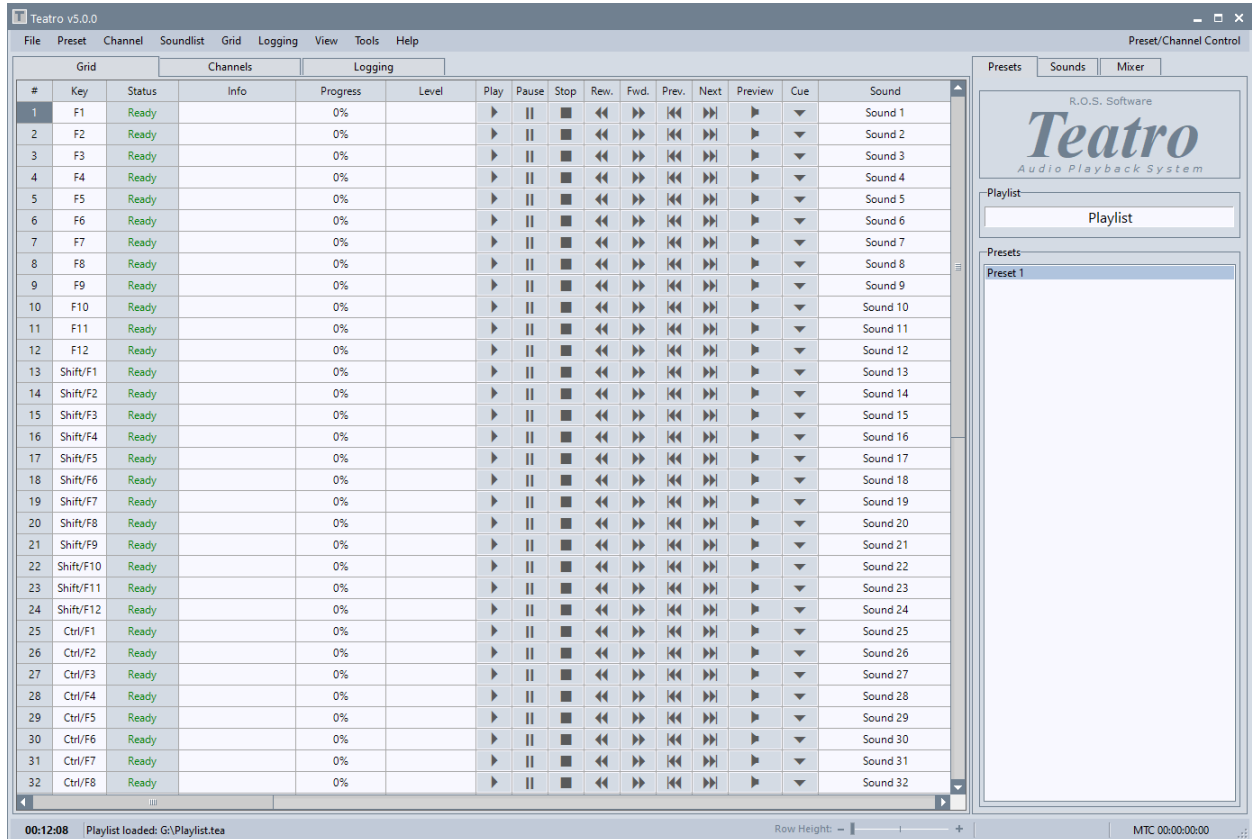 Teatro v5.0.0
File Preset Channel Soundlist Grid Logging View Tools Help Preset/Channel Control
Grid Channels Logging
# Key Status Info Progress Level Play Pause Stop Rew. Fwd. Prev. Next Preview Cue Sound
1 F1 Ready 0% Sound 1
2 F2 Ready 0% Sound 2
3 F3 Ready 0% Sound 3
4 F4 Ready 0% Sound 4
5 F5 Ready 0% Sound 5
6 F6 Ready 0% Sound 6
7 F7 Ready 0% Sound 7
8 F8 Ready 0% Sound 8
9 F9 Ready 0% Sound 9
10 F10 Ready 0% Sound 10
11 F11 Ready 0% Sound 11
12 F12 Ready 0% Sound 12
13 Shift/F1 Ready 0% Sound 13
14 Shift/F2 Ready 0% Sound 14
15 Shift/F3 Ready 0% Sound 15
16 Shift/F4 Ready 0% Sound 16
17 Shift/F5 Ready 0% Sound 17
18 Shift/F6 Ready 0% Sound 18
19 Shift/F7 Ready 0% Sound 19
20 Shift/F8 Ready 0% Sound 20
21 Shift/F9 Ready 0% Sound 21
22 Shift/F10 Ready 0% Sound 22
23 Shift/F11 Ready 0% Sound 23
24 Shift/F12 Ready 0% Sound 24
25 Ctrl/F1 Ready 0% Sound 25
26 Ctrl/F2 Ready 0% Sound 26
27 Ctrl/F3 Ready 0% Sound 27
28 Ctrl/F4 Ready 0% Sound 28
29 Ctrl/F5 Ready 0% Sound 29
30 Ctrl/F6 Ready 0% Sound 30
31 Ctrl/F7 Ready 0% Sound 31
32 Ctrl/F8 Ready 0% Sound 32
Presets Sounds Mixer
R.O.S. Software
Teatro
Audio Playback System
Playlist
Playlist
Presets
Preset 1
00:12:08 Playlist loaded: G:\Playlist.tea Row Height: − + MTC 00:00:00:00